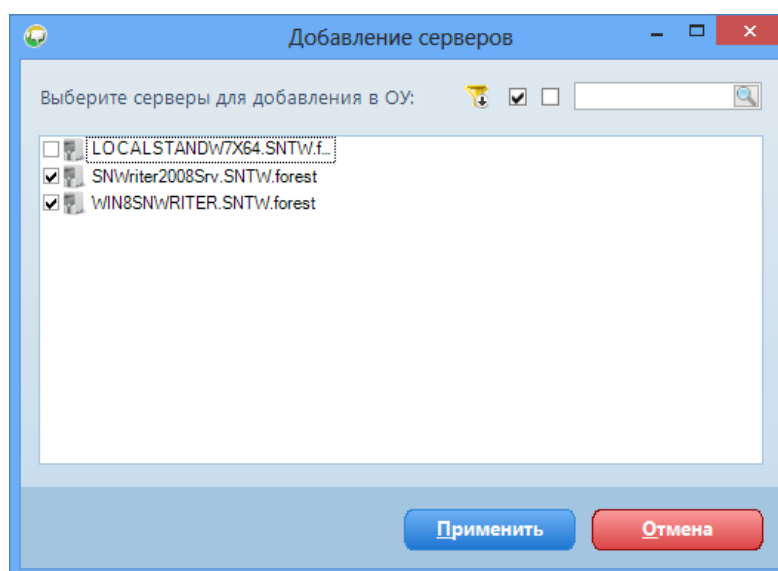 Добавление серверов
Выберите серверы для добавления в ОУ:
LOCALSTANDW7X64.SNTW.f...
SNWriter2008Srv.SNTW.forest
WIN8SNWRITER.SNTW.forest
Применить Отмена